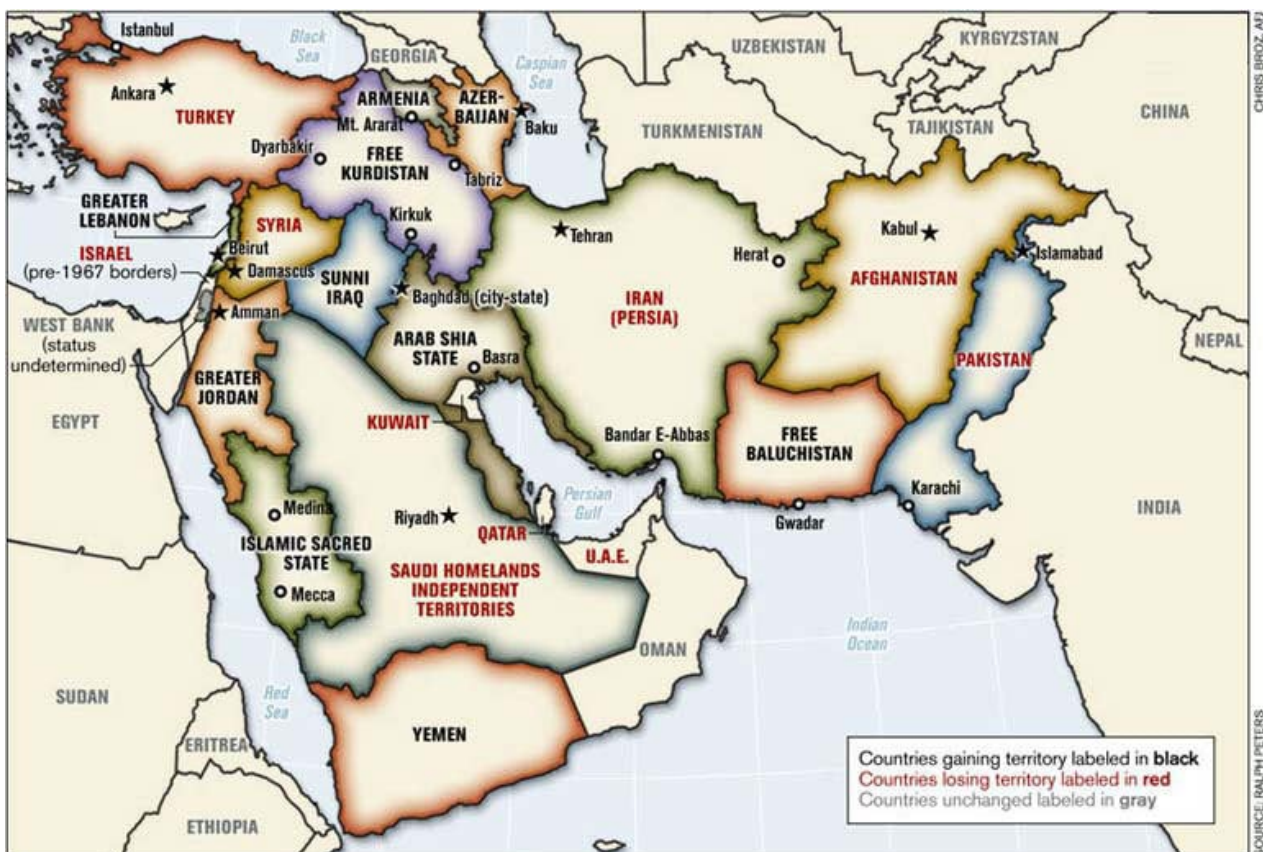 Istanbul
Black
Sea
GEORGIA
Caspian
Sea
UZBEKISTAN
KYRGYZSTAN
CHRIS BROZ, AFJ
Ankara
TURKEY
ARMENIA
Mt. Ararat
AZER-
BAIJAN
Baku
TURKMENISTAN
TAJIKISTAN
CHINA
Dyarbakir
FREE
KURDISTAN
Tabriz
GREATER
LEBANON
SYRIA
Kirkuk
Tehran
Herat
Kabul
Islamabad
ISRAEL
(pre-1967 borders)
Beirut
Damascus
SUNNI
IRAQ
Baghdad (city-state)
IRAN
(PERSIA)
AFGHANISTAN
WEST BANK
(status
undetermined)
Amman
ARAB SHIA
STATE
Basra
PAKISTAN
NEPAL
EGYPT
GREATER
JORDAN
KUWAIT
Bandar E-Abbas
FREE
BALUCHISTAN
Medina
Riyadh
Persian
Gulf
Gwadar
Karachi
INDIA
ISLAMIC SACRED
STATE
QATAR
U.A.E.
Mecca
SAUDI HOMELANDS
INDEPENDENT
TERRITORIES
OMAN
Indian
Ocean
SUDAN
Red
Sea
YEMEN
ERITREA
ETHIOPIA
Countries gaining territory labeled in black
Countries losing territory labeled in red
Countries unchanged labeled in gray
SOURCE: RALPH PETERS